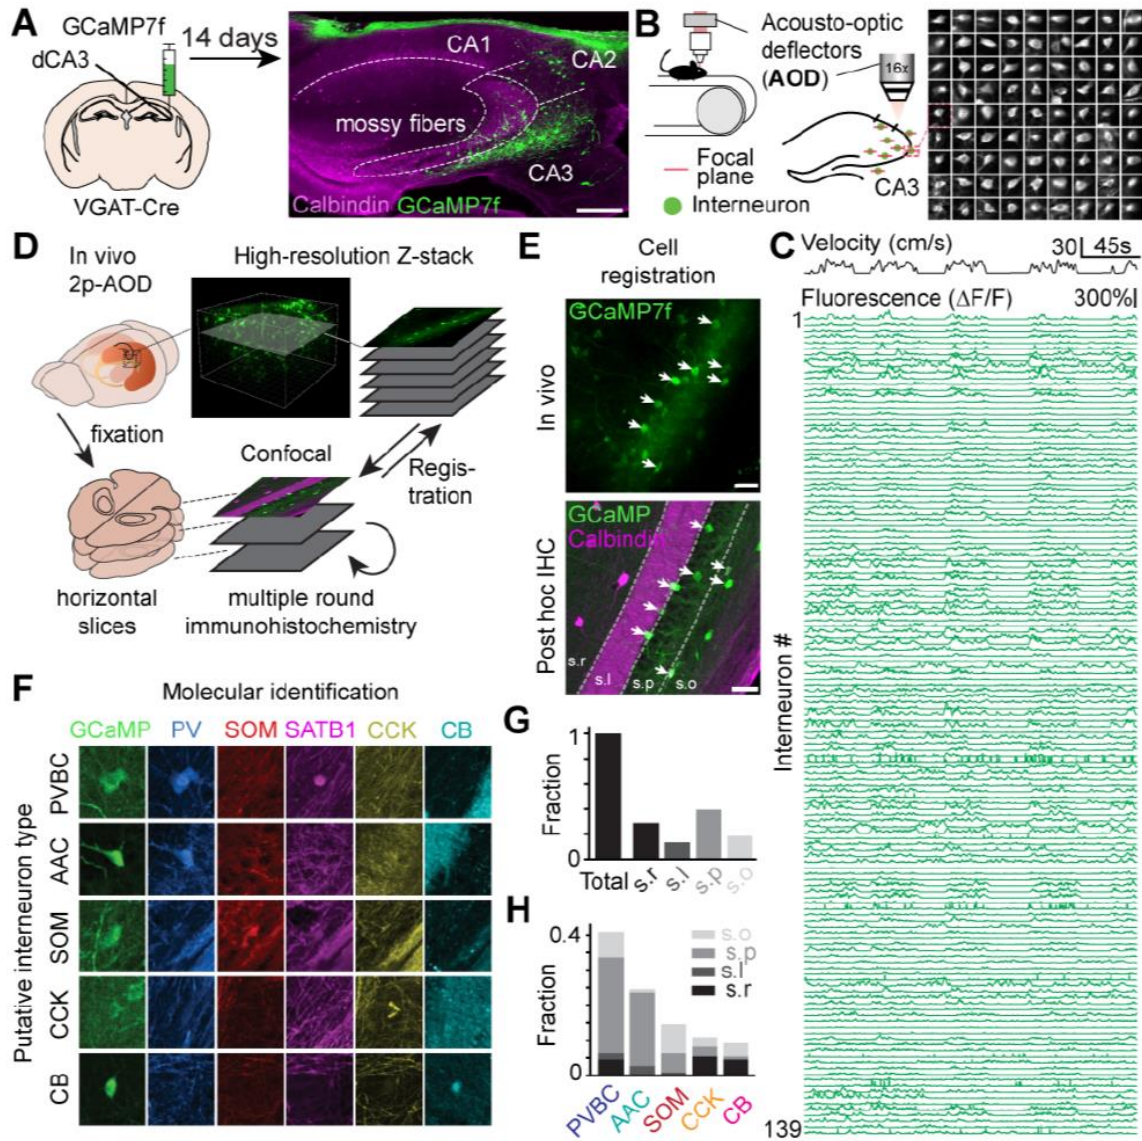 A
GCaMP7f
14 days
dCA3
VGAT-Cre
CA1
CA2
mossy fibers
CA3
Calbindin GCaMP7f
B
Acousto-optic
deflectors
(AOD)
16x
Focal
plane
Interneuron
CA3
C
Velocity (cm/s)
30
45s
Fluorescence (ΔF/F)
300%
1
Interneuron #
139
D
In vivo
2p-AOD
High-resolution Z-stack
fixation
Confocal
Regis-
tration
horizontal
slices
multiple round
immunohistochemistry
E
Cell
registration
In vivo
GCaMP7f
Post hoc IHC
GCaMP
Calbindin
s.r
s.l
s.p
s.o
F
Molecular identification
GCaMP PV SOM SATB1 CCK CB
Putative interneuron type
PVBC
AAC
SOM
CCK
CB
G
Fraction
1
0
Total s.r s.l s.p s.o
H
Fraction
0.4
0
s.o
s.p
s.l
s.r
PVBC AAC SOM CCK CB